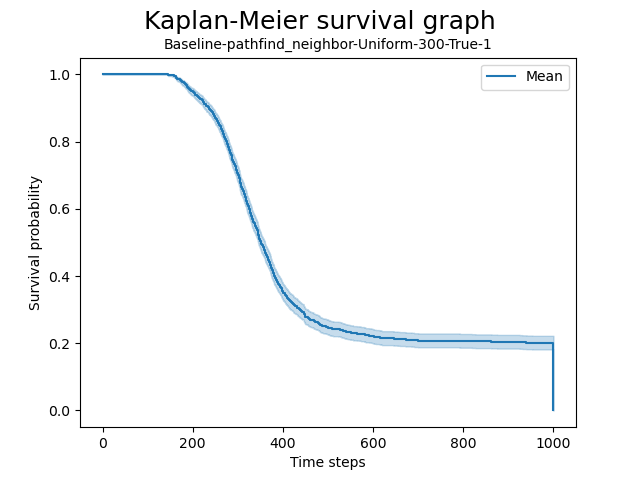 Kaplan-Meier survival graph
Baseline-pathfind_neighbor-Uniform-300-True-1
Mean
1.0
0.8
0.6
0.4
0.2
0.0
Survival probability
0 200 400 600 800 1000
Time steps